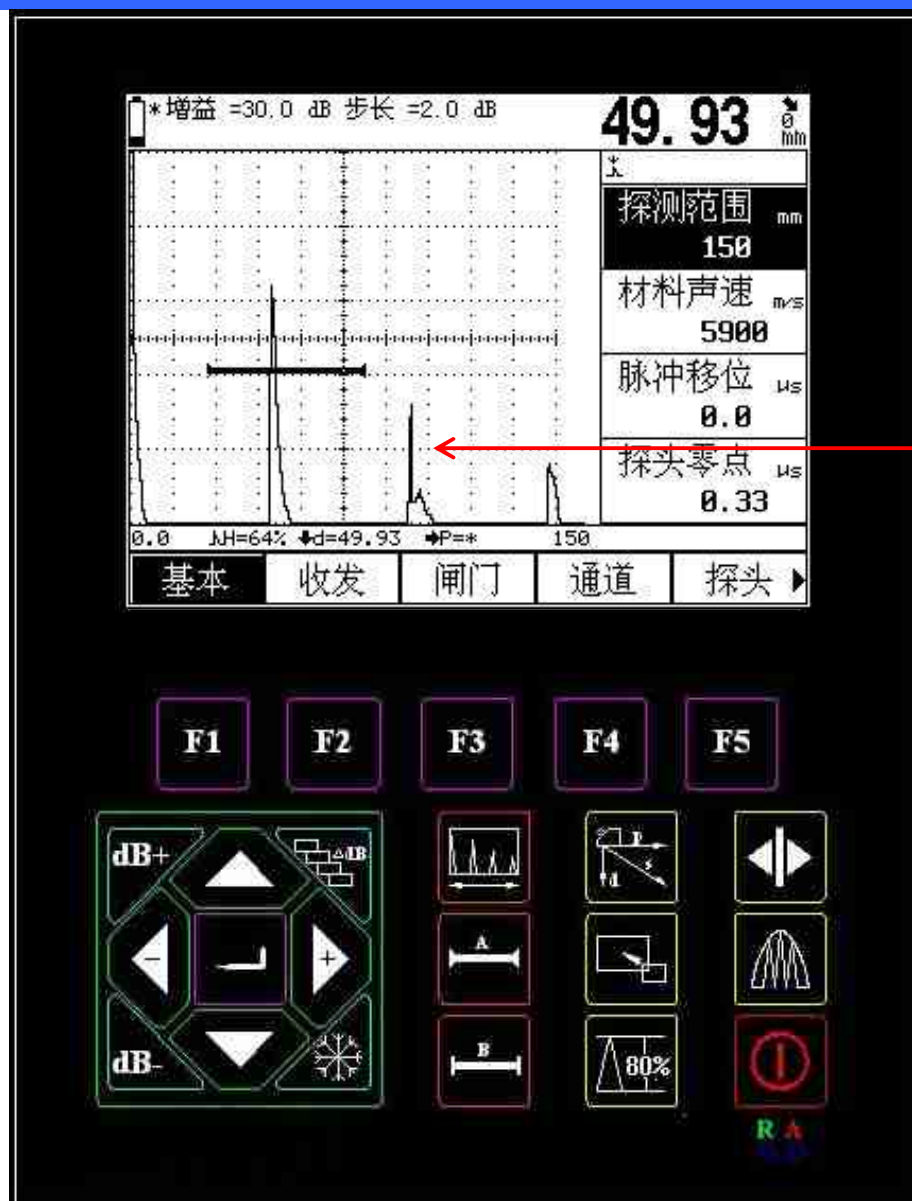 *增益 =30.0 dB 步长 =2.0 dB
49.93
0
mm
探测范围 mm
150
材料声速 m/s
5900
脉冲移位 μs
0.0
探头零点 μs
0.33
0.0 H=64% d=49.93 P=* 150
基本 收发 闸门 通道 探头
F1 F2 F3 F4 F5
dB+ △dB
P
s
d
- +
A
dB-
B
80%
R A